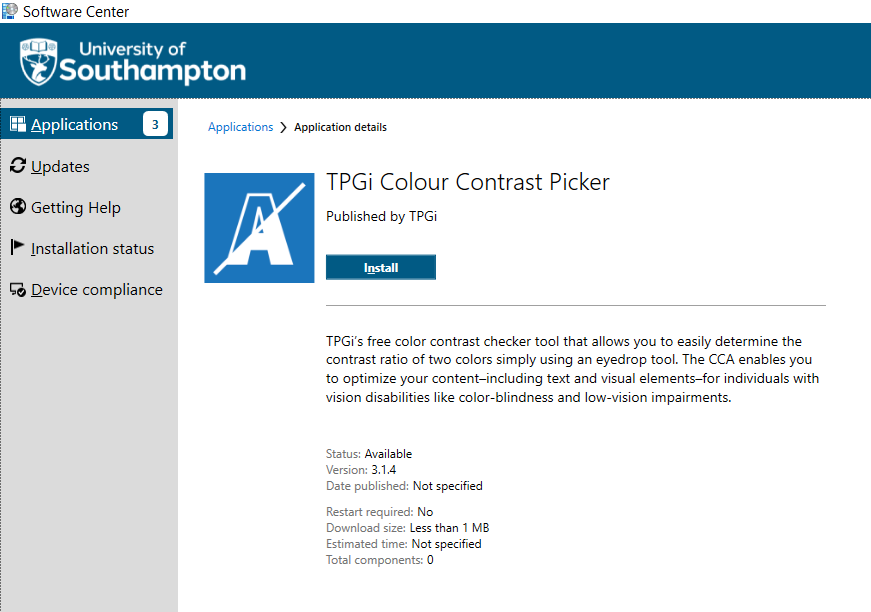 Software Center
University of
Southampton
Applications 3
Updates
Getting Help
Installation status
Device compliance
Applications > Application details
TPGi Colour Contrast Picker
Published by TPGi
Install
TPGi’s free color contrast checker tool that allows you to easily determine the
contrast ratio of two colors simply using an eyedrop tool. The CCA enables you
to optimize your content–including text and visual elements–for individuals with
vision disabilities like color-blindness and low-vision impairments.
Status: Available
Version: 3.1.4
Date published: Not specified
Restart required: No
Download size: Less than 1 MB
Estimated time: Not specified
Total components: 0